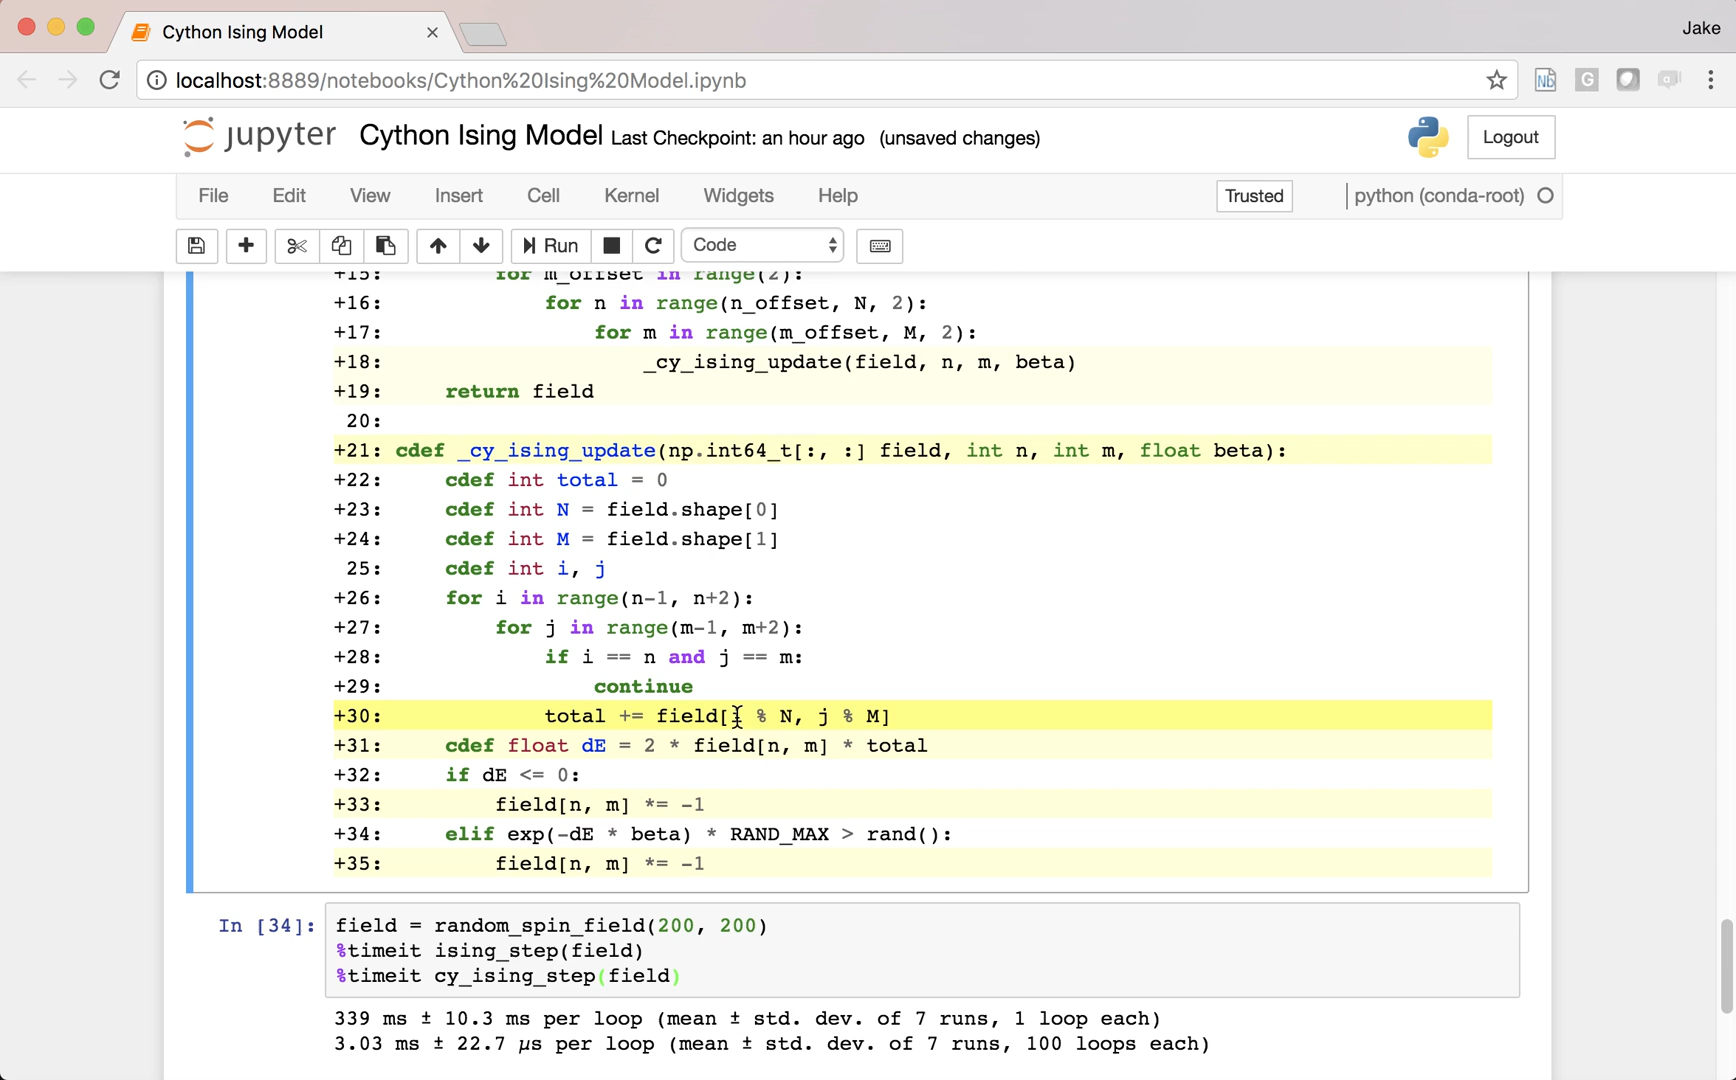 Cython Ising Model
Jake
localhost:8889/notebooks/Cython%20Ising%20Model.ipynb
jupyter Cython Ising Model Last Checkpoint: an hour ago (unsaved changes)
Logout
File Edit View Insert Cell Kernel Widgets Help
Trusted
python (conda-root)
Run
Code
+15: for m_offset in range(2):
+16: for n in range(n_offset, N, 2):
+17: for m in range(m_offset, M, 2):
+18: _cy_ising_update(field, n, m, beta)
+19: return field
20:
+21: cdef _cy_ising_update(np.int64_t[:, :] field, int n, int m, float beta):
+22: cdef int total = 0
+23: cdef int N = field.shape[0]
+24: cdef int M = field.shape[1]
25: cdef int i, j
+26: for i in range(n-1, n+2):
+27: for j in range(m-1, m+2):
+28: if i == n and j == m:
+29: continue
+30: total += field[i % N, j % M]
+31: cdef float dE = 2 * field[n, m] * total
+32: if dE <= 0:
+33: field[n, m] *= -1
+34: elif exp(-dE * beta) * RAND_MAX > rand():
+35: field[n, m] *= -1
In [34]: field = random_spin_field(200, 200)
%timeit ising_step(field)
%timeit cy_ising_step(field)
339 ms ± 10.3 ms per loop (mean ± std. dev. of 7 runs, 1 loop each)
3.03 ms ± 22.7 µs per loop (mean ± std. dev. of 7 runs, 100 loops each)